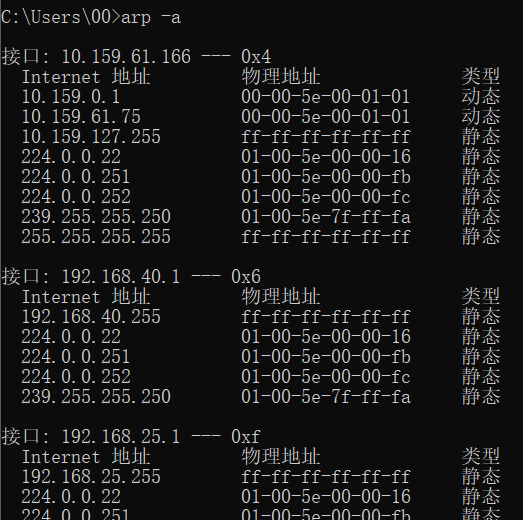 C:\Users\00>arp -a
接口: 10.159.61.166 --- 0x4
Internet 地址 物理地址 类型
10.159.0.1 00-00-5e-00-01-01 动态
10.159.61.75 00-00-5e-00-01-01 动态
10.159.127.255 ff-ff-ff-ff-ff-ff 静态
224.0.0.22 01-00-5e-00-00-16 静态
224.0.0.251 01-00-5e-00-00-fb 静态
224.0.0.252 01-00-5e-00-00-fc 静态
239.255.255.250 01-00-5e-7f-ff-fa 静态
255.255.255.255 ff-ff-ff-ff-ff-ff 静态
接口: 192.168.40.1 --- 0x6
Internet 地址 物理地址 类型
192.168.40.255 ff-ff-ff-ff-ff-ff 静态
224.0.0.22 01-00-5e-00-00-16 静态
224.0.0.251 01-00-5e-00-00-fb 静态
224.0.0.252 01-00-5e-00-00-fc 静态
239.255.255.250 01-00-5e-7f-ff-fa 静态
接口: 192.168.25.1 --- 0xf
Internet 地址 物理地址 类型
192.168.25.255 ff-ff-ff-ff-ff-ff 静态
224.0.0.22 01-00-5e-00-00-16 静态
224.0.0.251 01-00-5e-00-00-fb 静态